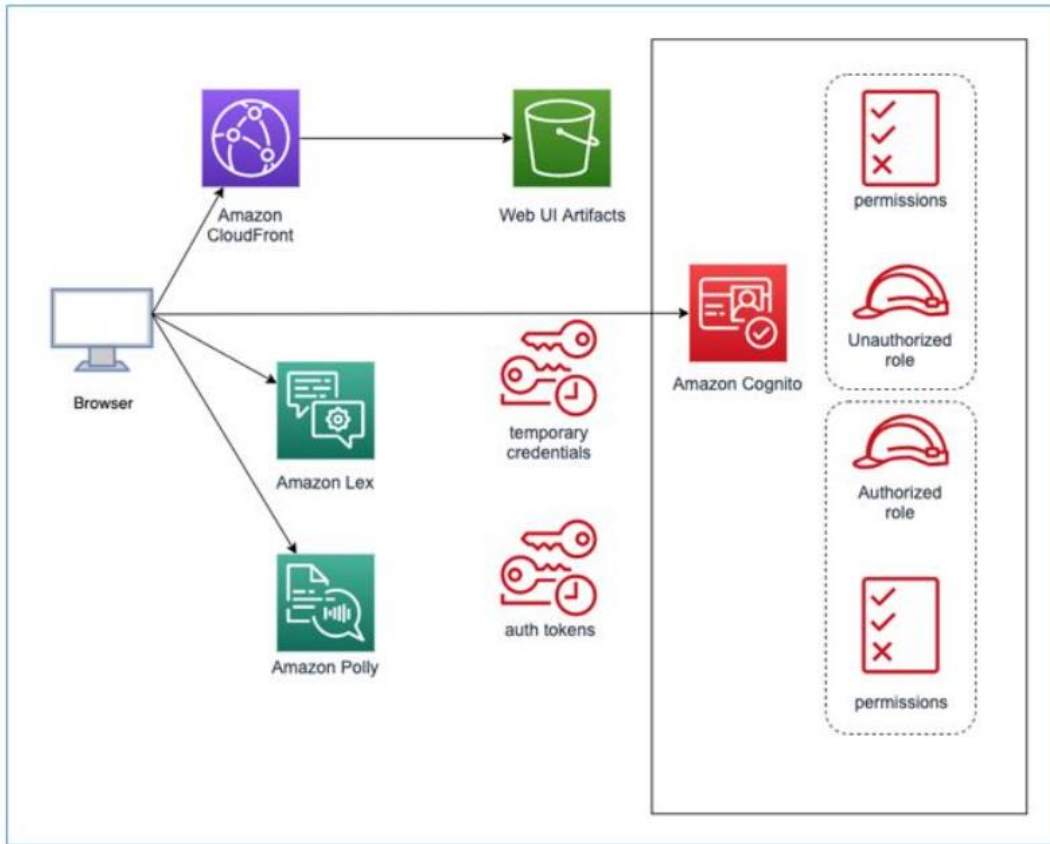 permissions
Amazon
CloudFront
Web UI Artifacts
Unauthorized
role
Amazon Cognito
Browser
temporary
credentials
Amazon Lex
Authorized
role
auth tokens
Amazon Polly
permissions